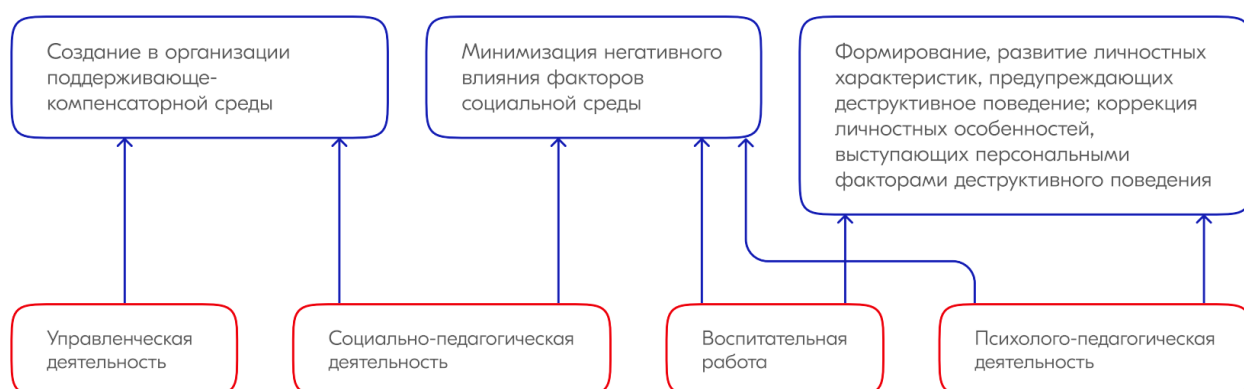 Создание в организации
поддерживающе-
компенсаторной среды
Минимизация негативного
влияния факторов
социальной среды
Формирование, развитие личностных
характеристик, предупреждающих
деструктивное поведение; коррекция
личностных особенностей,
выступающих персональными
факторами деструктивного поведения
Управленческая
деятельность
Социально-педагогическая
деятельность
Воспитательная
работа
Психолого-педагогическая
деятельность